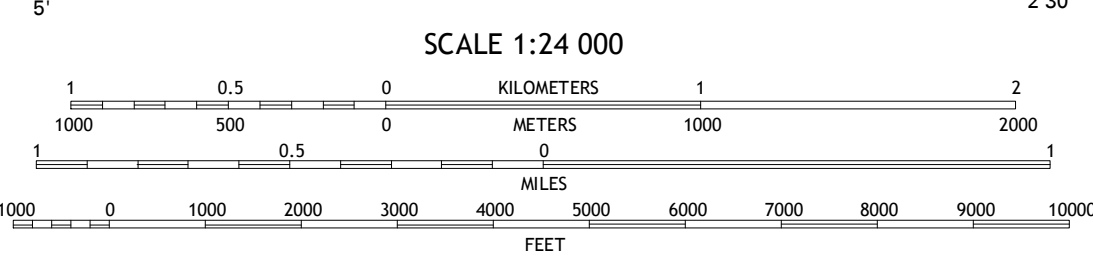 5' 2'30
SCALE 1:24 000
1 0.5 0 KILOMETERS 1 2
1000 500 0 METERS 1000 2000
1 0.5 0 1
MILES
1000 0 1000 2000 3000 4000 5000 6000 7000 8000 9000 10000
FEET